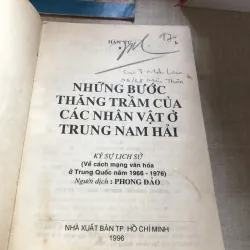 NHỮNG BƯỚC
THĂNG TRẦM CỦA
CÁC NHÂN VẬT Ở
TRUNG NAM HẢI
KÝ SỰ LỊCH SỬ
(Về cách mạng văn hóa
ở Trung Quốc năm 1966 - 1976)
Người dịch : PHONG ĐẢO
NHÀ XUẤT BẢN TP. HỒ CHÍ MINH
1996